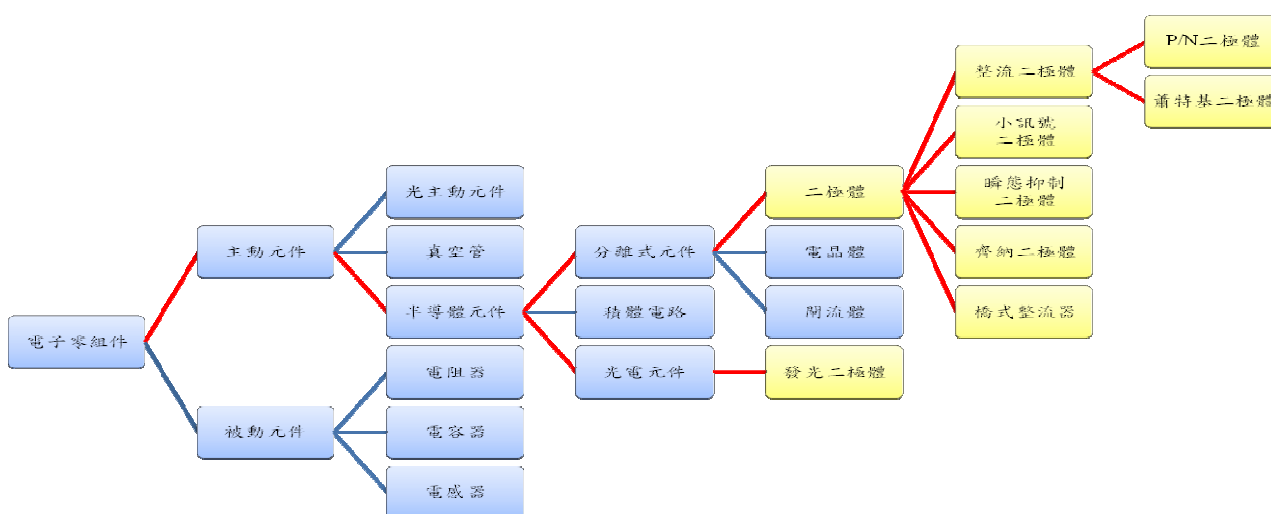 電子零組件
主動元件
被動元件
光主動元件
真空管
半導體元件
電阻器
電容器
電感器
分離式元件
積體電路
光電元件
二極體
電晶體
閘流體
發光二極體
整流二極體
小訊號
二極體
瞬態抑制
二極體
齊納二極體
橋式整流器
P/N二極體
蕭特基二極體